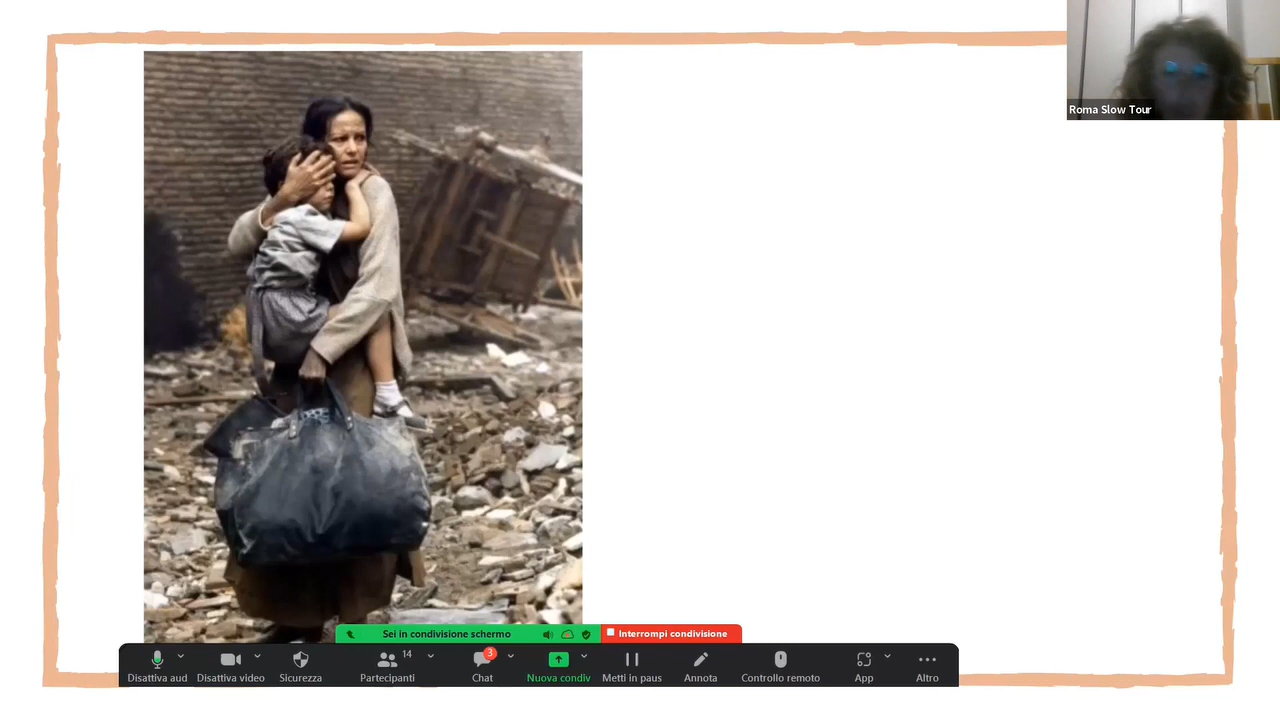 Roma Slow Tour
Sei in condivisione schermo
Interrompi condivisione
14
3
Disattiva aud
Disattiva video
Sicurezza
Partecipanti
Chat
Nuova condiv
Metti in paus
Annota
Controllo remoto
App
Altro